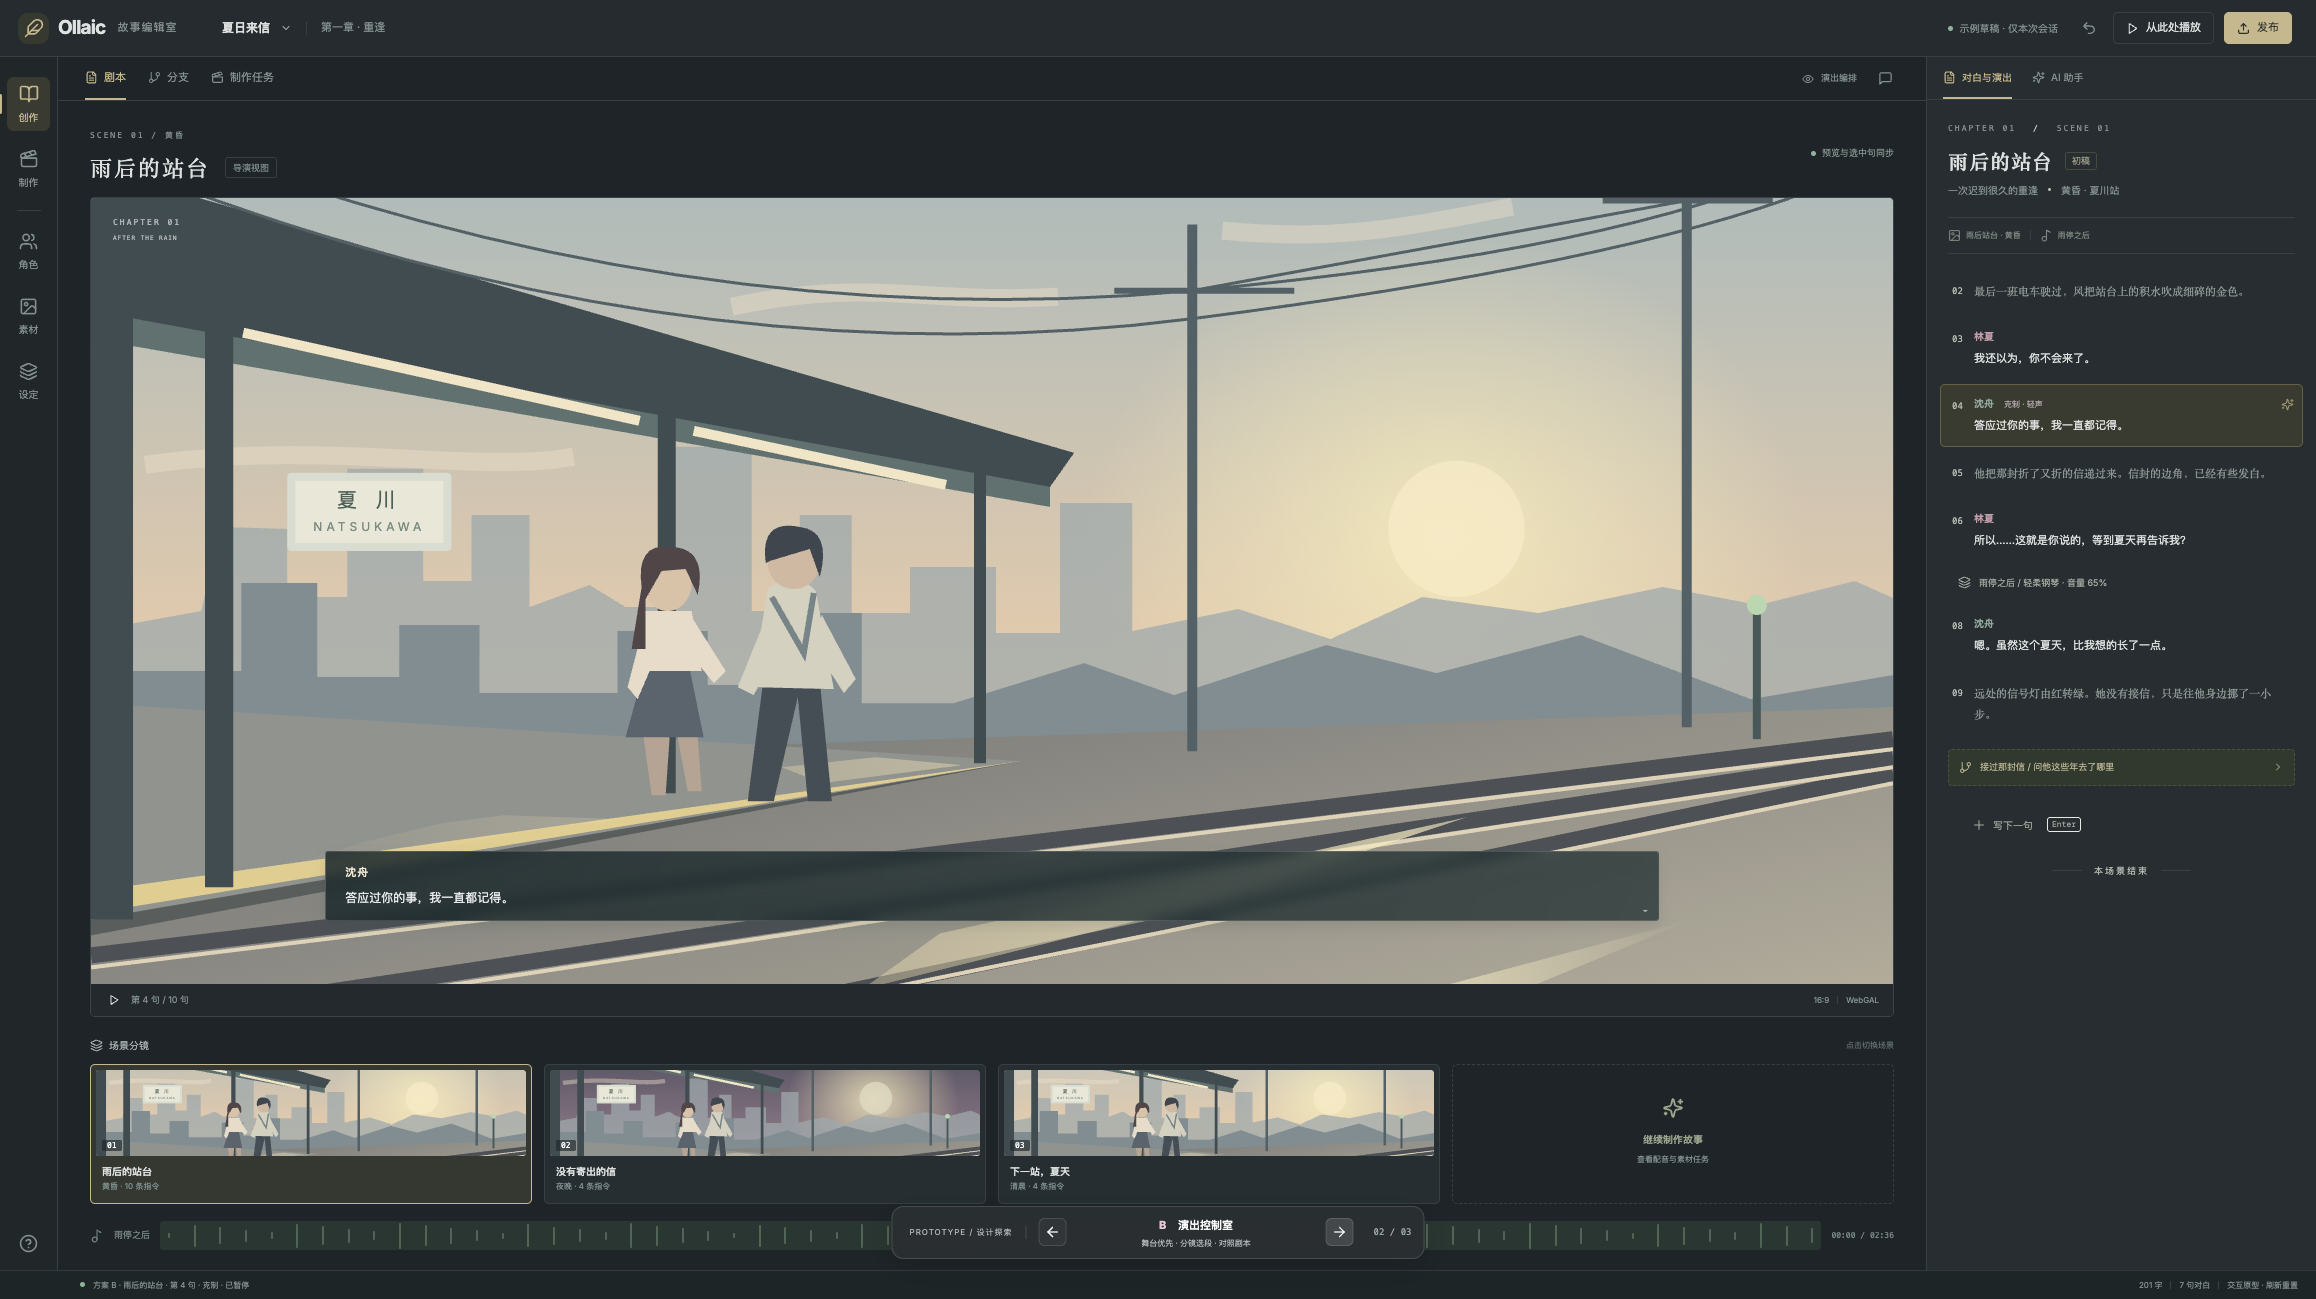 Ollaic 故事编辑室 夏日来信 第一章 · 重逢
示例草稿 · 仅本次会话 从此处播放 发布
创作
制作
角色
素材
设定
剧本 分支 制作任务 演出编排
SCENE 01 / 黄昏
雨后的站台 导演视图
预览与选中句同步
CHAPTER 01
AFTER THE RAIN
夏 川
NATSUKAWA
沈舟
答应过你的事，我一直都记得。
第 4 句 / 10 句 16:9 WebGAL
场景分镜 点击切换场景
01
雨后的站台
黄昏 · 10 条指令
夏 川
NATSUKAWA
02
没有寄出的信
夜晚 · 4 条指令
夏 川
NATSUKAWA
03
下一站，夏天
清晨 · 4 条指令
夏 川
NATSUKAWA
继续制作故事
查看配音与素材任务
雨停之后 00:00 / 02:36
PROTOTYPE / 设计探索
B 演出控制室
舞台优先 · 分镜选段 · 对照剧本
02 / 03
对白与演出 AI 助手
CHAPTER 01 / SCENE 01
雨后的站台 初稿
一次迟到很久的重逢 • 黄昏 · 夏川站
雨后站台 · 黄昏 雨停之后
02 最后一班电车驶过，风把站台上的积水吹成细碎的金色。
03 林夏
我还以为，你不会来了。
04 沈舟 克制 · 轻声
答应过你的事，我一直都记得。
05 他把那封折了又折的信递过来。信封的边角，已经有些发白。
06 林夏
所以……这就是你说的，等到夏天再告诉我？
雨停之后 / 轻柔钢琴 · 音量 65%
08 沈舟
嗯。虽然这个夏天，比我想的长了一点。
09 远处的信号灯由红转绿。她没有接信，只是往他身边挪了一小
步。
接过那封信 / 问他这些年去了哪里
写下一句 Enter
本场景结束
方案 B · 雨后的站台 · 第 4 句 · 克制 · 已暂停
201 字 7 句对白 交互原型 · 刷新重置